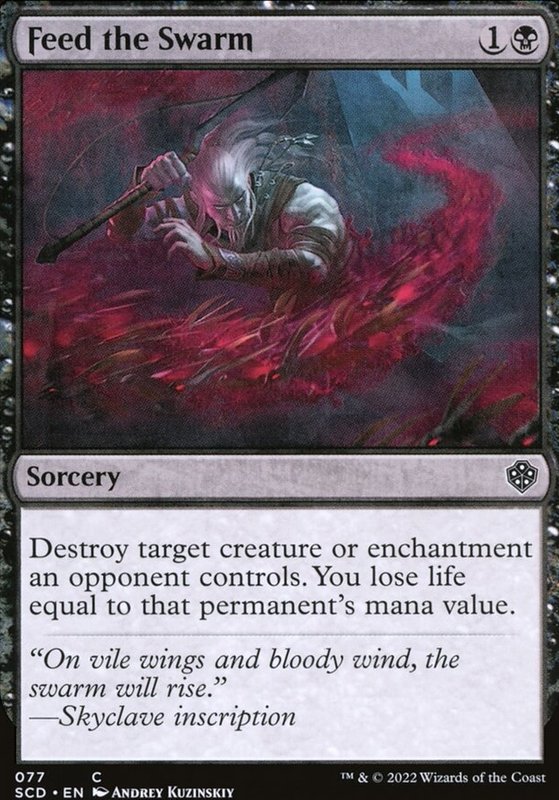 Feed the Swarm 1
Sorcery
Destroy target creature or enchantment
an opponent controls. You lose life
equal to that permanent's mana value.
“On vile wings and bloody wind, the
swarm will rise.”
—Skyclave inscription
077 C
SCD • EN Andrey Kuzinskiy
™ & © 2022 Wizards of the Coast